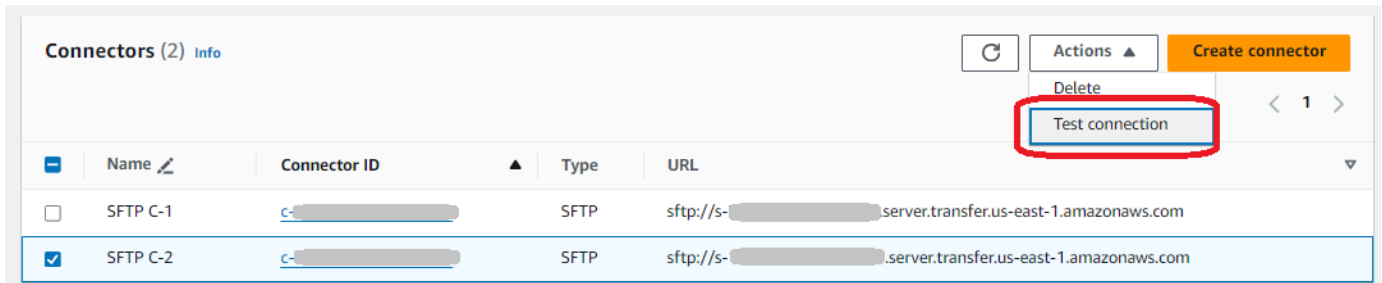 Connectors (2) Info
Actions
Create connector
Delete
1
Test connection
Name
Connector ID
Type
URL
SFTP C-1
c-
SFTP
sftp://s-
.server.transfer.us-east-1.amazonaws.com
SFTP C-2
c-
SFTP
sftp://s-
.server.transfer.us-east-1.amazonaws.com